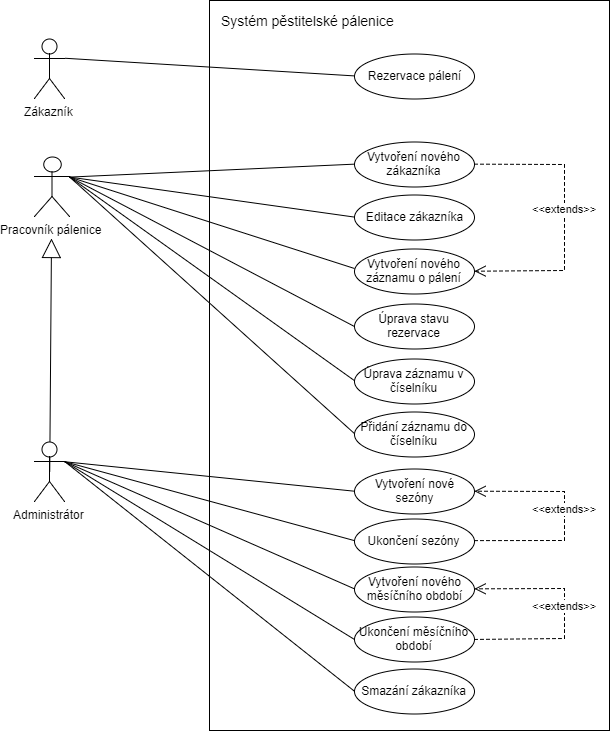 Systém pěstitelské pálenice
Zákazník
Rezervace pálení
Pracovník pálenice
Vytvoření nového
zákazníka
<<extends>>
Editace zákazníka
Vytvoření nového
záznamu o pálení
Úprava stavu
rezervace
Úprava záznamu v
číselníku
Přidání záznamu do
číselníku
Administrátor
Vytvoření nové
sezóny
<<extends>>
Ukončení sezóny
Vytvoření nového
měsíčního období
<<extends>>
Ukončení měsíčního
období
Smazání zákazníka